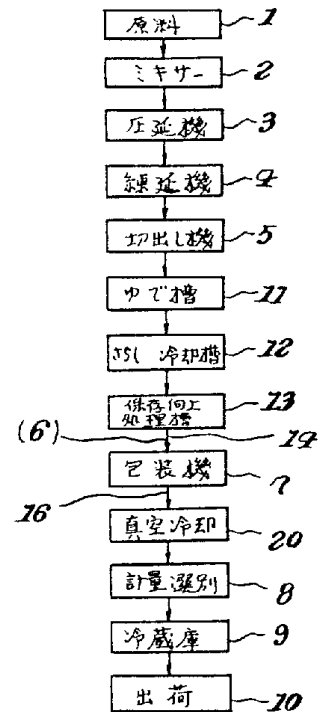 原料 1
ミキサー 2
圧延機 3
練延機 4
切出し機 5
ゆで槽 11
さらし 冷却槽 12
保存向上
処理槽 13
(6) 14
包装機 7
16
真空冷却 20
計量選別 8
冷蔵庫 9
出荷 10